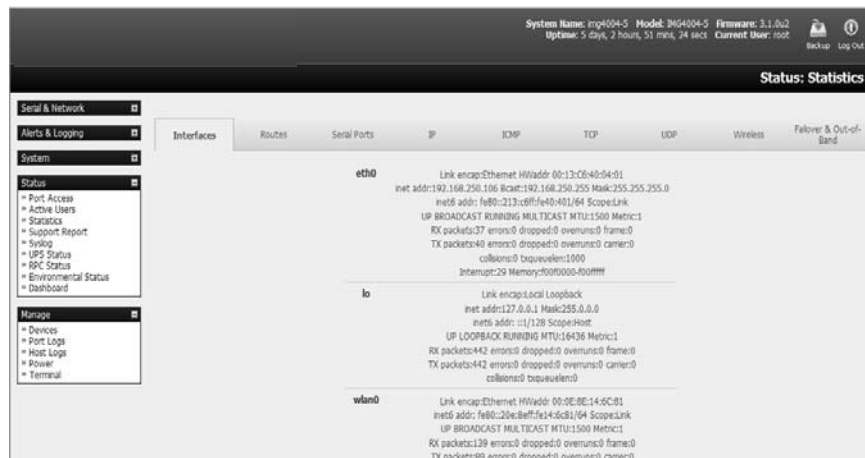 System Name: img4004-5 Model: IMG4004-5 Firmware: 3.1.0u2
Uptime: 5 days, 2 hours, 51 mins, 24 secs Current User: root
Backup Log Out
Status: Statistics
Serial & Network
Alerts & Logging
System
Status
Port Access
Active Users
Statistics
Support Report
Syslog
UPS Status
RPC Status
Environmental Status
Dashboard
Manage
Devices
Port Logs
Host Logs
Power
Terminal
Interfaces Routes Serial Ports IP ICMP TCP UDP Wireless Failover & Out-of-
Band
eth0 Link encap:Ethernet HWaddr 00:13:C6:40:04:01
inet addr:192.168.250.106 Bcast:192.168.250.255 Mask:255.255.255.0
inet6 addr: fe80::213:c6ff:fe40:401/64 Scope:Link
UP BROADCAST RUNNING MULTICAST MTU:1500 Metric:1
RX packets:37 errors:0 dropped:0 overruns:0 frame:0
TX packets:40 errors:0 dropped:0 overruns:0 carrier:0
collisions:0 txqueuelen:1000
Interrupt:29 Memory:f00f0000-f00fffff
lo Link encap:Local Loopback
inet addr:127.0.0.1 Mask:255.0.0.0
inet6 addr: ::1/128 Scope:Host
UP LOOPBACK RUNNING MTU:16436 Metric:1
RX packets:442 errors:0 dropped:0 overruns:0 frame:0
TX packets:442 errors:0 dropped:0 overruns:0 carrier:0
collisions:0 txqueuelen:0
wlan0 Link encap:Ethernet HWaddr 00:0E:8E:14:6C:81
inet6 addr: fe80::20e:8eff:fe14:6c81/64 Scope:Link
UP BROADCAST MULTICAST MTU:1500 Metric:1
RX packets:139 errors:0 dropped:0 overruns:0 frame:0
TX packets:89 errors:0 dropped:0 overruns:0 carrier:0